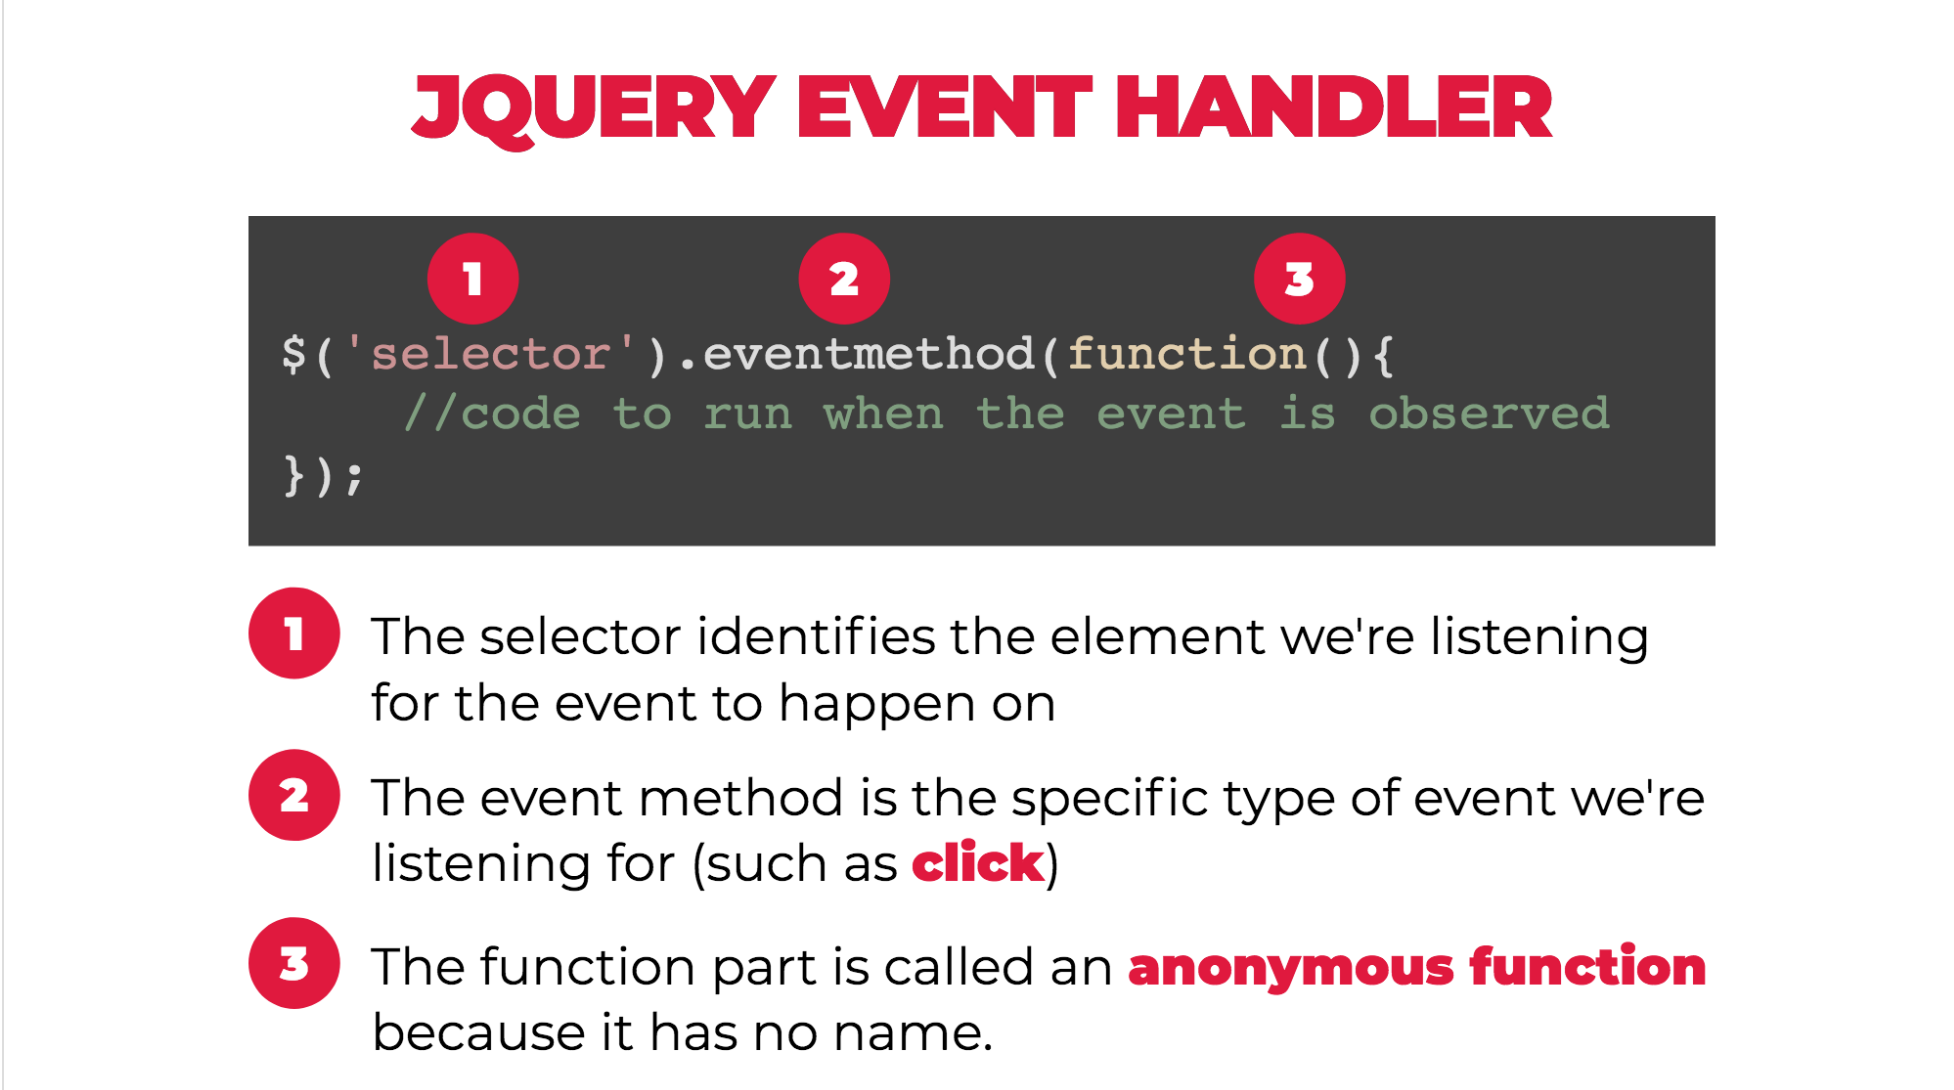 JQUERY EVENT HANDLER
1 2 3
$('selector').eventmethod(function(){
//code to run when the event is observed
});
1 The selector identifies the element we're listening
for the event to happen on
2 The event method is the specific type of event we're
listening for (such as click)
3 The function part is called an anonymous function
because it has no name.